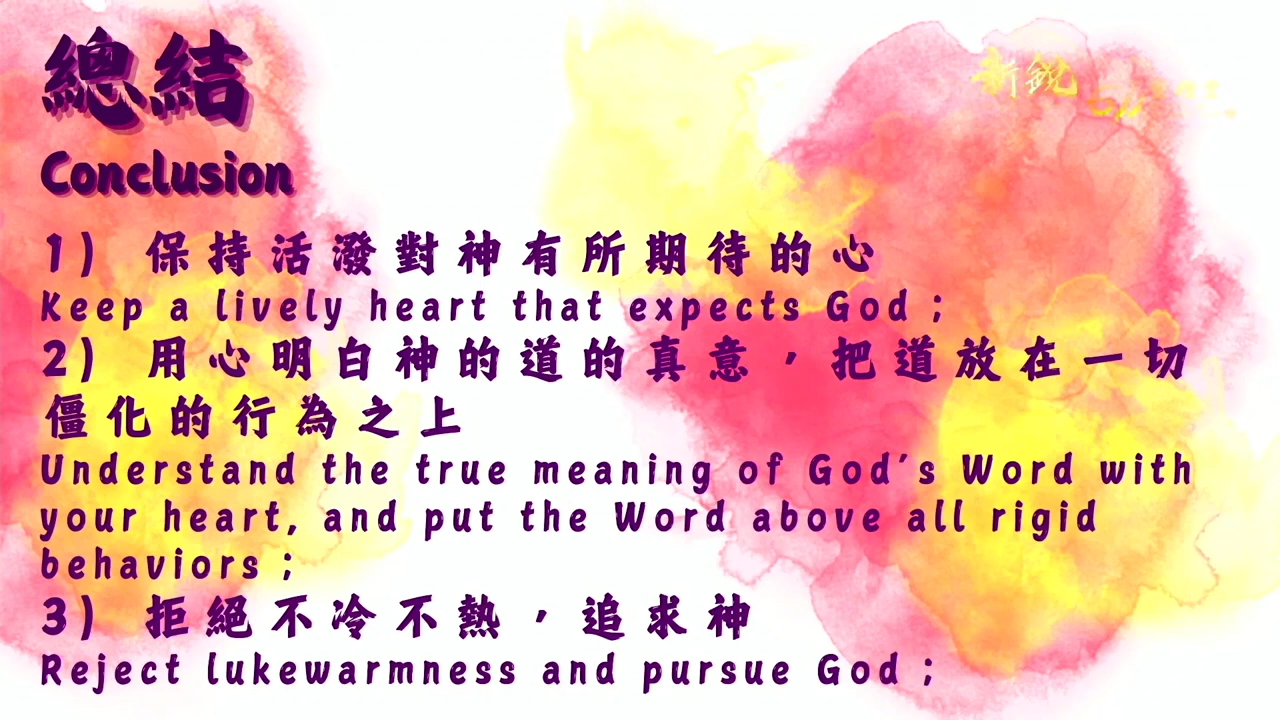 總結
新銳
Conclusion
1) 保持活潑對神有所期待的心
Keep a lively heart that expects God ;
2) 用心明白神的道的真意，把道放在一切
僵化的行為之上
Understand the true meaning of God's Word with
your heart, and put the Word above all rigid
behaviors ;
3) 拒絕不冷不熱，追求神
Reject lukewarmness and pursue God ;